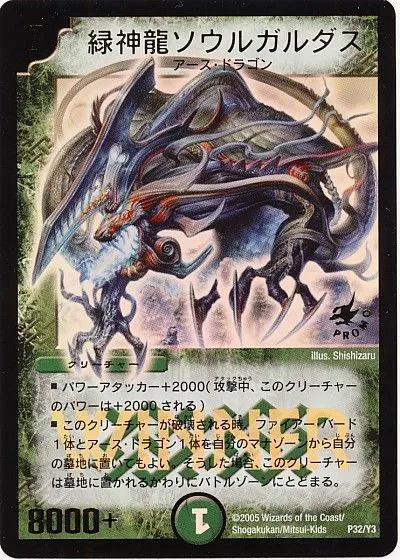 緑神龍ソウルガルダス
アース・ドラゴン
PROMO
illus. Shishizaru
クリーチャー
■ パワーアタッカー+2000(攻撃中、このクリーチャー
のパワーは+2000される)
■ このクリーチャーが破壊される時、ファイアー・バード
1体とアース・ドラゴン1体を自分のマナゾーンから自分
の墓地に置いてもよい。そうした場合、このクリーチャー
は墓地に置かれるかわりにバトルゾーンにとどまる。
WINNER
8000+
1
©2005 Wizards of the Coast/
Shogakukan/Mitsui-Kids
P32/Y3